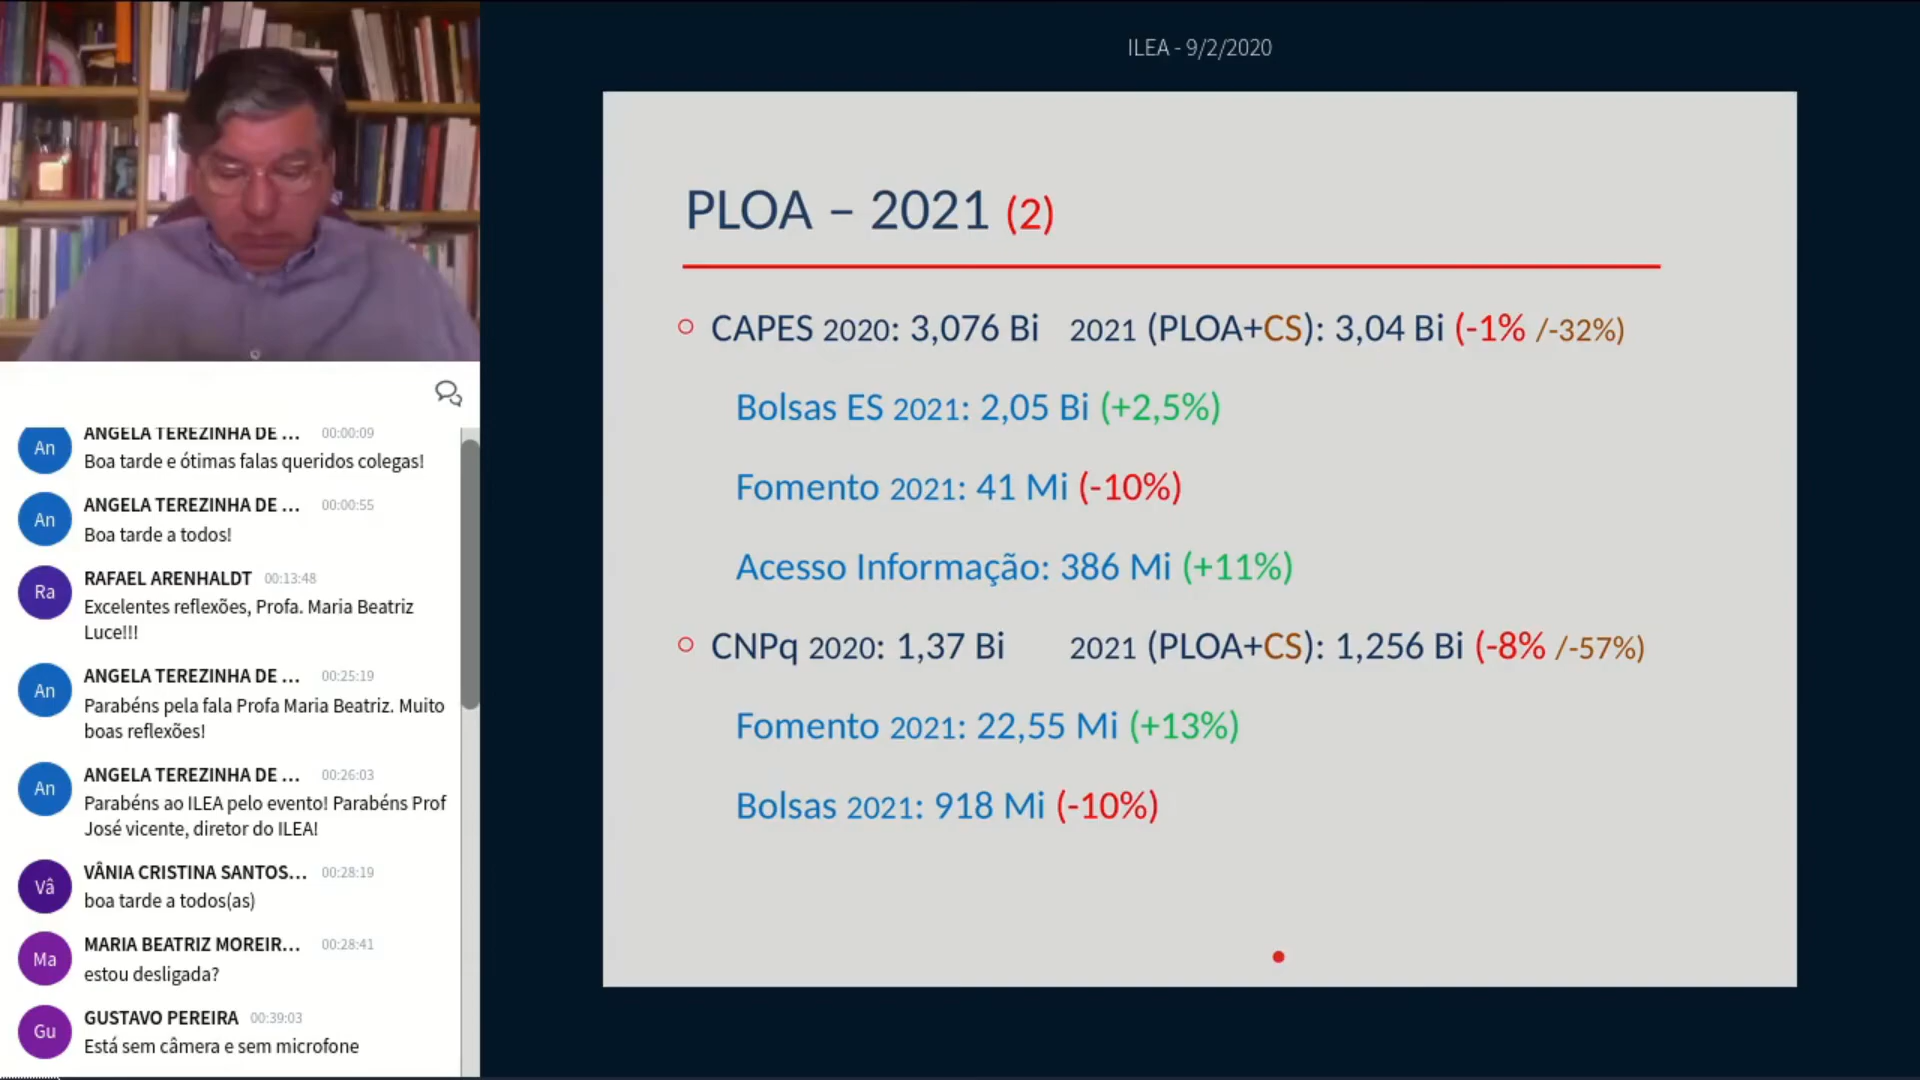 ILEA - 9/2/2020
PLOA – 2021 (2)
CAPES 2020: 3,076 Bi 2021 (PLOA+CS): 3,04 Bi (-1% /-32%)
Bolsas ES 2021: 2,05 Bi (+2,5%)
Fomento 2021: 41 Mi (-10%)
Acesso Informação: 386 Mi (+11%)
CNPq 2020: 1,37 Bi 2021 (PLOA+CS): 1,256 Bi (-8% /-57%)
Fomento 2021: 22,55 Mi (+13%)
Bolsas 2021: 918 Mi (-10%)
An
ANGELA TEREZINHA DE ... 00:00:09
Boa tarde e ótimas falas queridos colegas!
An
ANGELA TEREZINHA DE ... 00:00:55
Boa tarde a todos!
Ra
RAFAEL ARENHALDT 00:13:48
Excelentes reflexões, Profa. Maria Beatriz
Luce!!!
An
ANGELA TEREZINHA DE ... 00:25:19
Parabéns pela fala Profa Maria Beatriz. Muito
boas reflexões!
An
ANGELA TEREZINHA DE ... 00:26:03
Parabéns ao ILEA pelo evento! Parabéns Prof
José vicente, diretor do ILEA!
Vâ
VÂNIA CRISTINA SANTOS... 00:28:19
boa tarde a todos(as)
Ma
MARIA BEATRIZ MOREIR... 00:28:41
estou desligada?
Gu
GUSTAVO PEREIRA 00:39:03
Está sem câmera e sem microfone